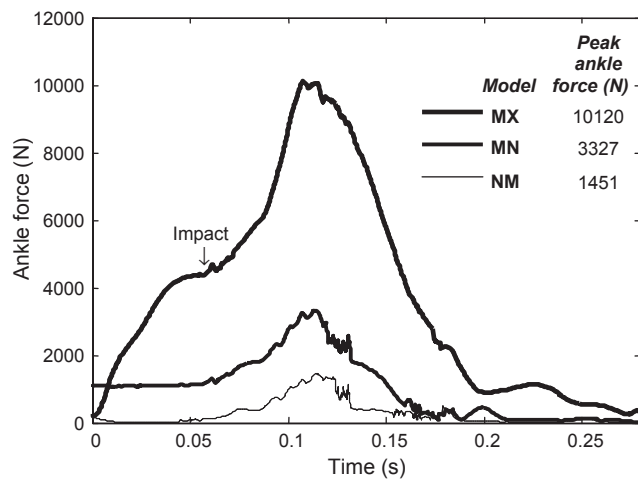 12000
10000
8000
6000
4000
2000
0
Ankle force (N)
Peak
ankle
Model force (N)
MX 10120
MN 3327
NM 1451
Impact
0 0.05 0.1 0.15 0.2 0.25
Time (s)